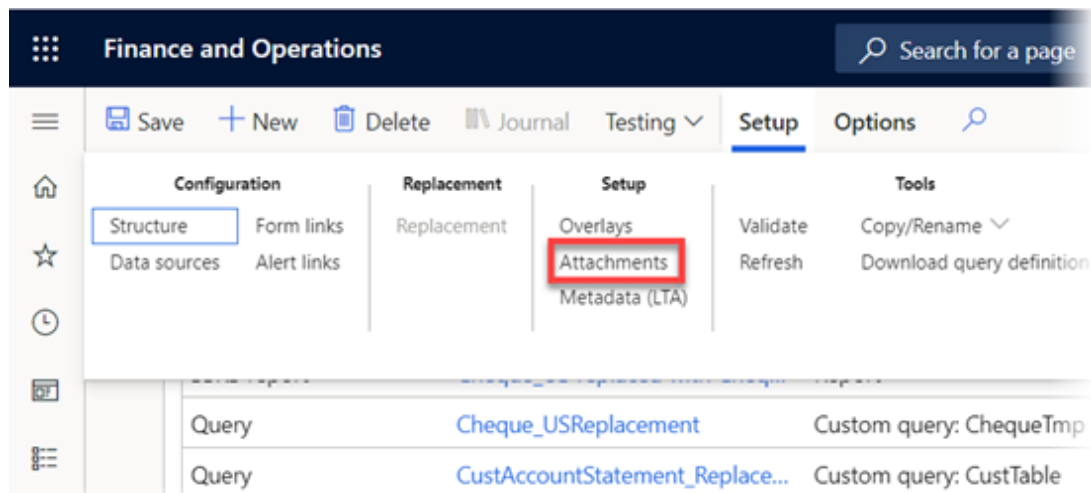 Finance and Operations
Search for a page
Save New Delete Journal Testing Setup Options
Configuration Replacement Setup Tools
Structure Form links Replacement Overlays Validate Copy/Rename
Data sources Alert links Attachments Refresh Download query definition
Metadata (LTA)
Query Cheque_USReplacement Custom query: ChequeTmp
Query CustAccountStatement_Replace... Custom query: CustTable